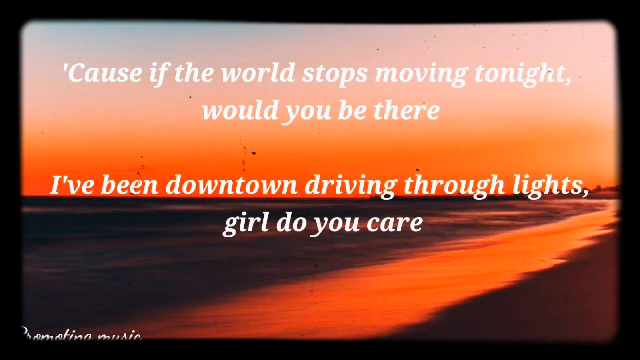 'Cause if the world stops moving tonight,
would you be there
I've been downtown driving through lights,
girl do you care
Promoting music